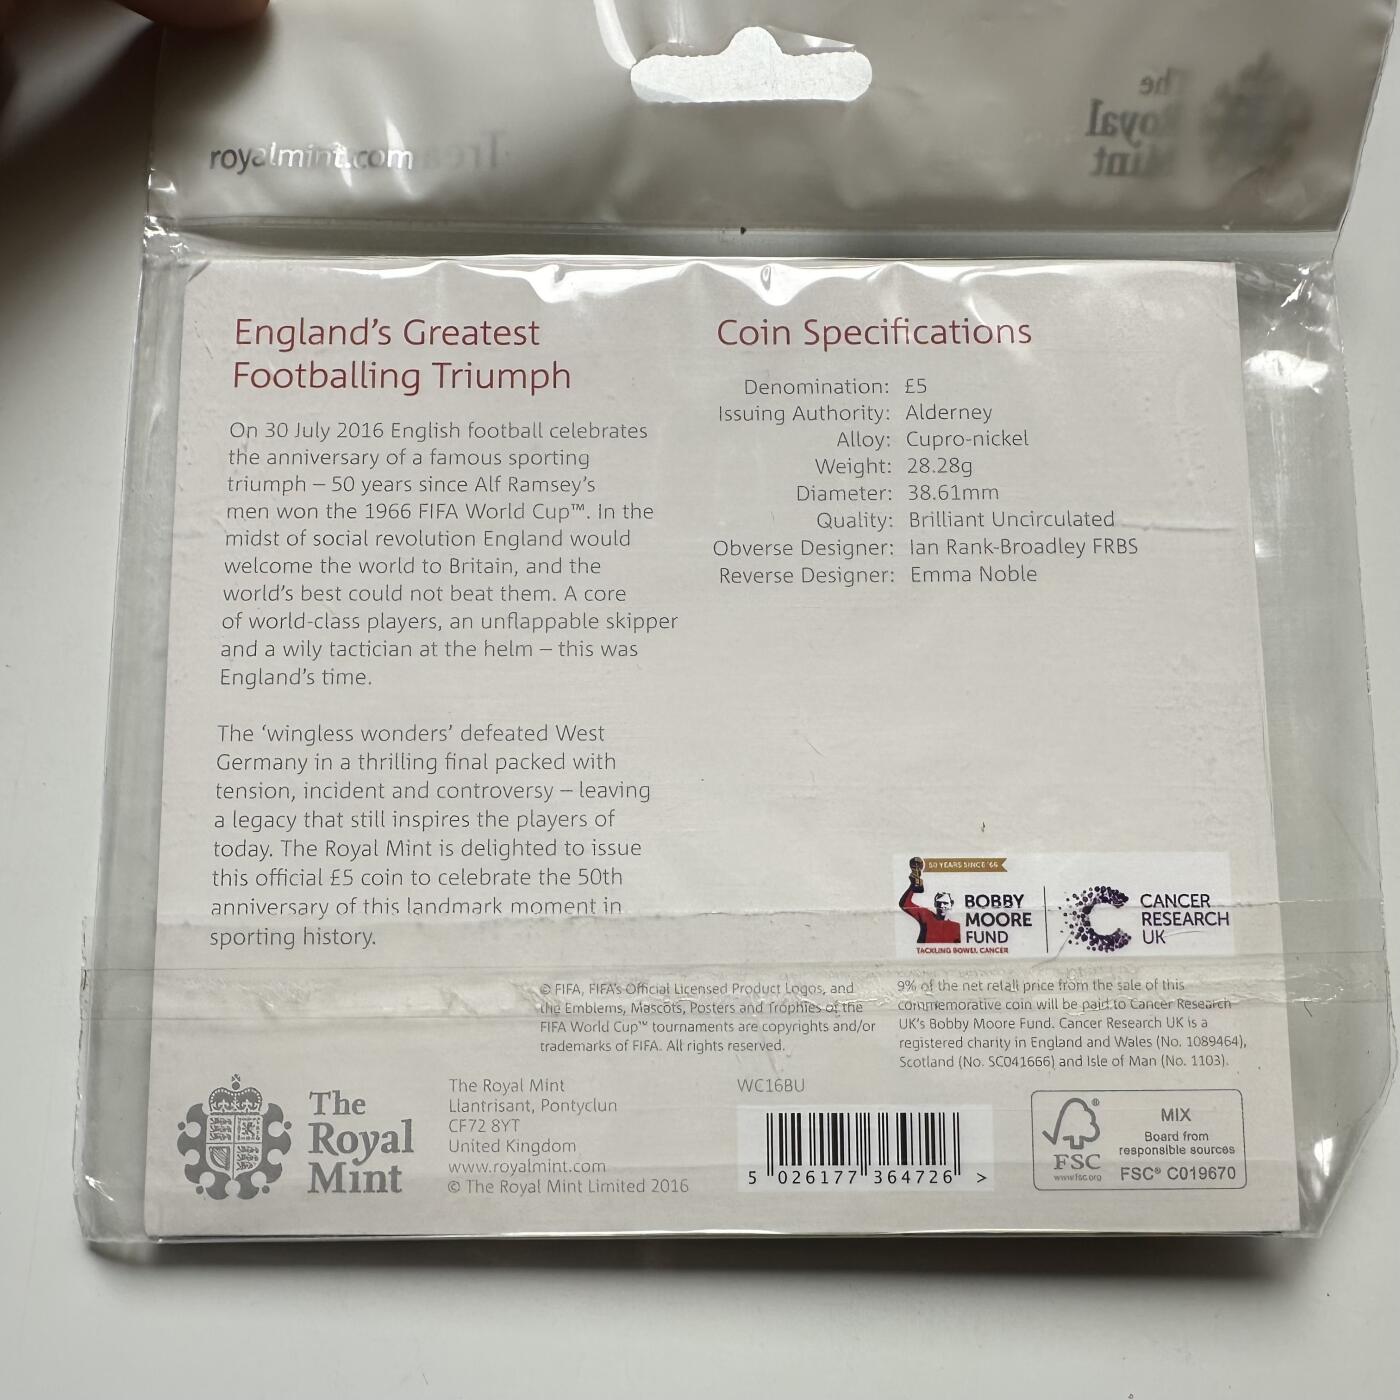 royalmint.com
The
Royal
Mint
England's Greatest
Footballing Triumph
On 30 July 2016 English football celebrates
the anniversary of a famous sporting
triumph – 50 years since Alf Ramsey's
men won the 1966 FIFA World Cup™. In the
midst of social revolution England would
welcome the world to Britain, and the
world's best could not beat them. A core
of world-class players, an unflappable skipper
and a wily tactician at the helm – this was
England's time.
The 'wingless wonders' defeated West
Germany in a thrilling final packed with
tension, incident and controversy – leaving
a legacy that still inspires the players of
today. The Royal Mint is delighted to issue
this official £5 coin to celebrate the 50th
anniversary of this landmark moment in
sporting history.
Coin Specifications
Denomination: £5
Issuing Authority: Alderney
Alloy: Cupro-nickel
Weight: 28.28g
Diameter: 38.61mm
Quality: Brilliant Uncirculated
Obverse Designer: Ian Rank-Broadley FRBS
Reverse Designer: Emma Noble
50 YEARS SINCE '66
BOBBY
MOORE
FUND
TACKLING BOWEL CANCER
CANCER
RESEARCH
UK
© FIFA, FIFA's Official Licensed Product Logos, and
the Emblems, Mascots, Posters and Trophies of the
FIFA World Cup™ tournaments are copyrights and/or
trademarks of FIFA. All rights reserved.
9% of the net retail price from the sale of this
commemorative coin will be paid to Cancer Research
UK's Bobby Moore Fund. Cancer Research UK is a
registered charity in England and Wales (No. 1089464),
Scotland (No. SC041666) and Isle of Man (No. 1103).
The
Royal
Mint
The Royal Mint
Llantrisant, Pontyclun
CF72 8YT
United Kingdom
www.royalmint.com
© The Royal Mint Limited 2016
WC16BU
5 026177 364726 >
FSC
www.fsc.org
MIX
Board from
responsible sources
FSC® C019670